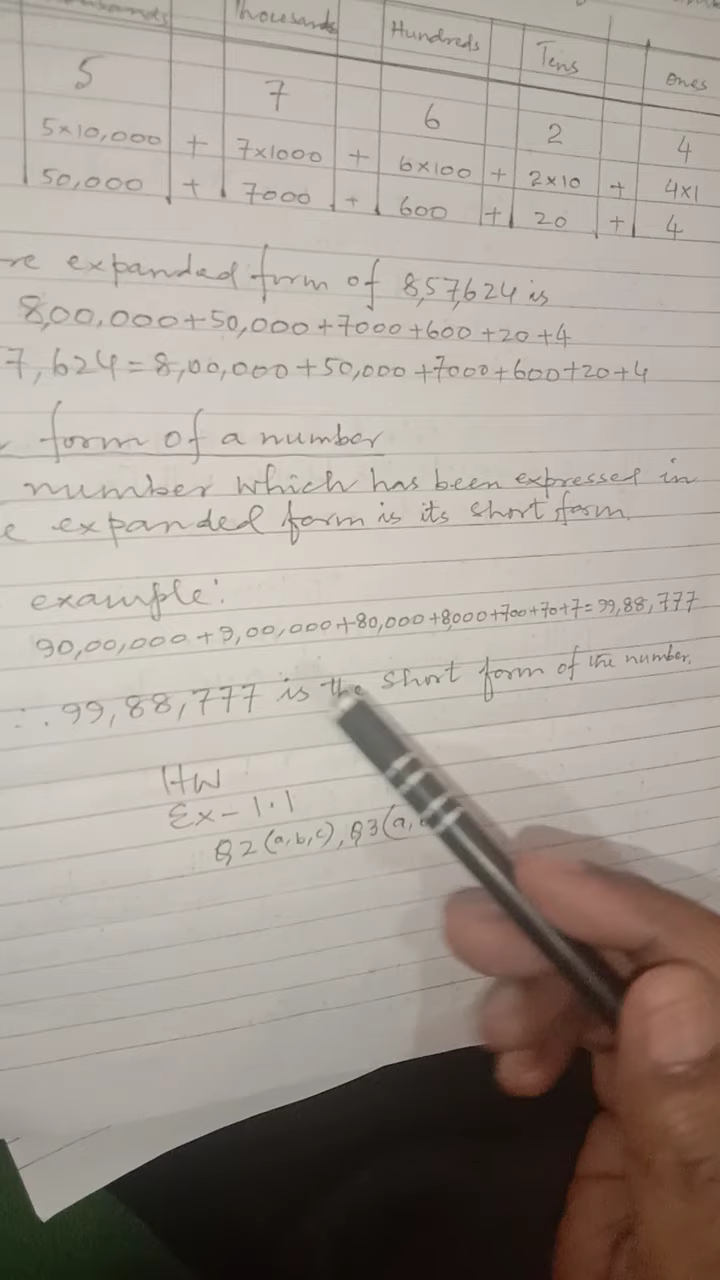 Thousands Hundreds Tens ones
5 7 6 2 4
5×10,000 + 7×1000 + 6×100 + 2×10 + 4×1
50,000 + 7000 + 600 + 20 + 4
re expanded form of 8,57,624 is
8,00,000+50,000+7000+600+20+4
7,624=8,00,000+50,000+7000+600+20+4
form of a number
number which has been expressed in
e expanded form is its short form.
example:
90,00,000+9,00,000+80,000+8000+700+70+7=99,88,777
∴ 99,88,777 is the short form of the number.
HW
Ex-1.1
Q2(a,b,c), Q3(a,